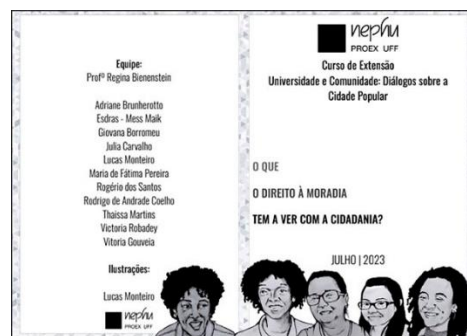 Equipe:
Profª Regina Bienenstein
Adriane Brunherotto
Esdras - Mess Maik
Giovana Borromeu
Julia Carvalho
Lucas Monteiro
Maria de Fátima Pereira
Rogério dos Santos
Rodrigo de Andrade Coelho
Thaissa Martins
Victoria Robadey
Vitoria Gouveia
Ilustrações:
Lucas Monteiro
nephu
PROEX UFF
nephu
PROEX UFF
Curso de Extensão
Universidade e Comunidade: Diálogos sobre a
Cidade Popular
O QUE
O DIREITO À MORADIA
TEM A VER COM A CIDADANIA?
JULHO | 2023